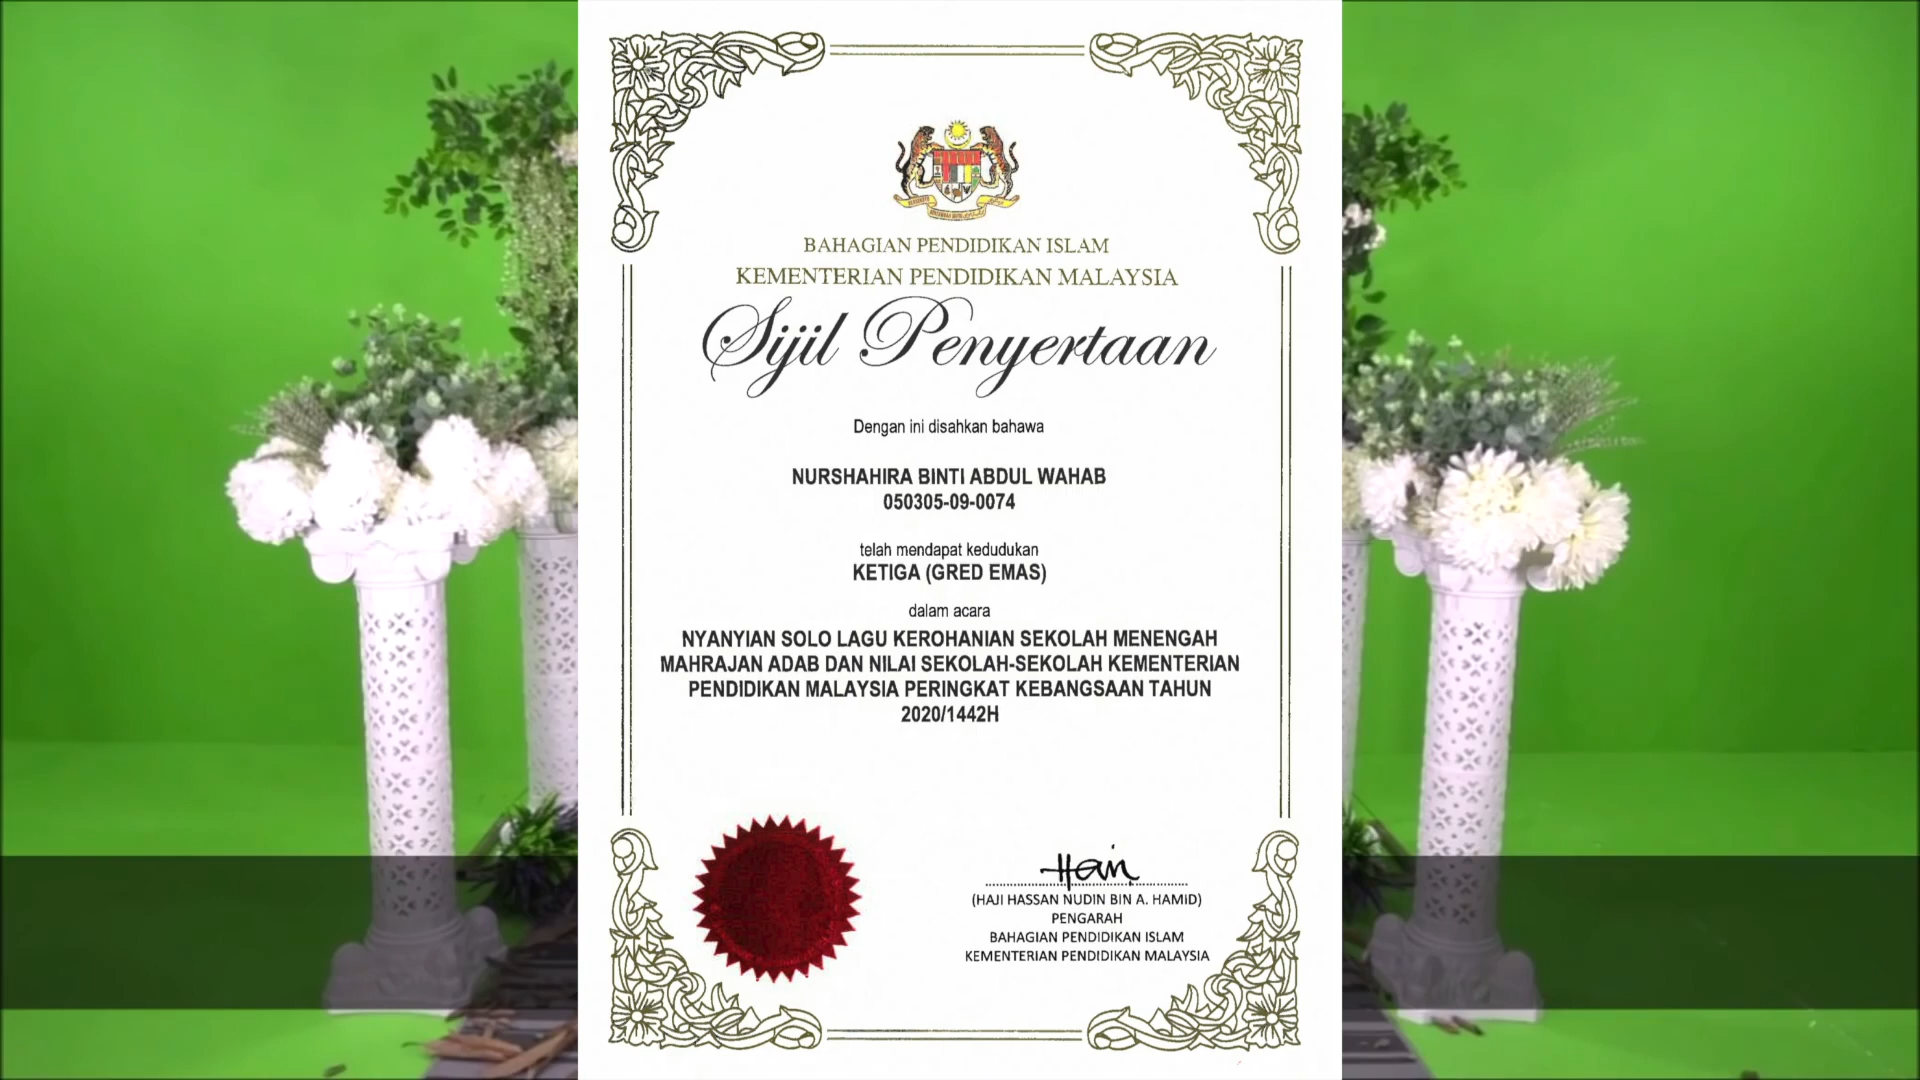 BAHAGIAN PENDIDIKAN ISLAM
KEMENTERIAN PENDIDIKAN MALAYSIA
Sijil Penyertaan
Dengan ini disahkan bahawa
NURSHAHIRA BINTI ABDUL WAHAB
050305-09-0074
telah mendapat kedudukan
KETIGA (GRED EMAS)
dalam acara
NYANYIAN SOLO LAGU KEROHANIAN SEKOLAH MENENGAH
MAHRAJAN ADAB DAN NILAI SEKOLAH-SEKOLAH KEMENTERIAN
PENDIDIKAN MALAYSIA PERINGKAT KEBANGSAAN TAHUN
2020/1442H
(HAJI HASSAN NUDIN BIN A. HAMID)
PENGARAH
BAHAGIAN PENDIDIKAN ISLAM
KEMENTERIAN PENDIDIKAN MALAYSIA